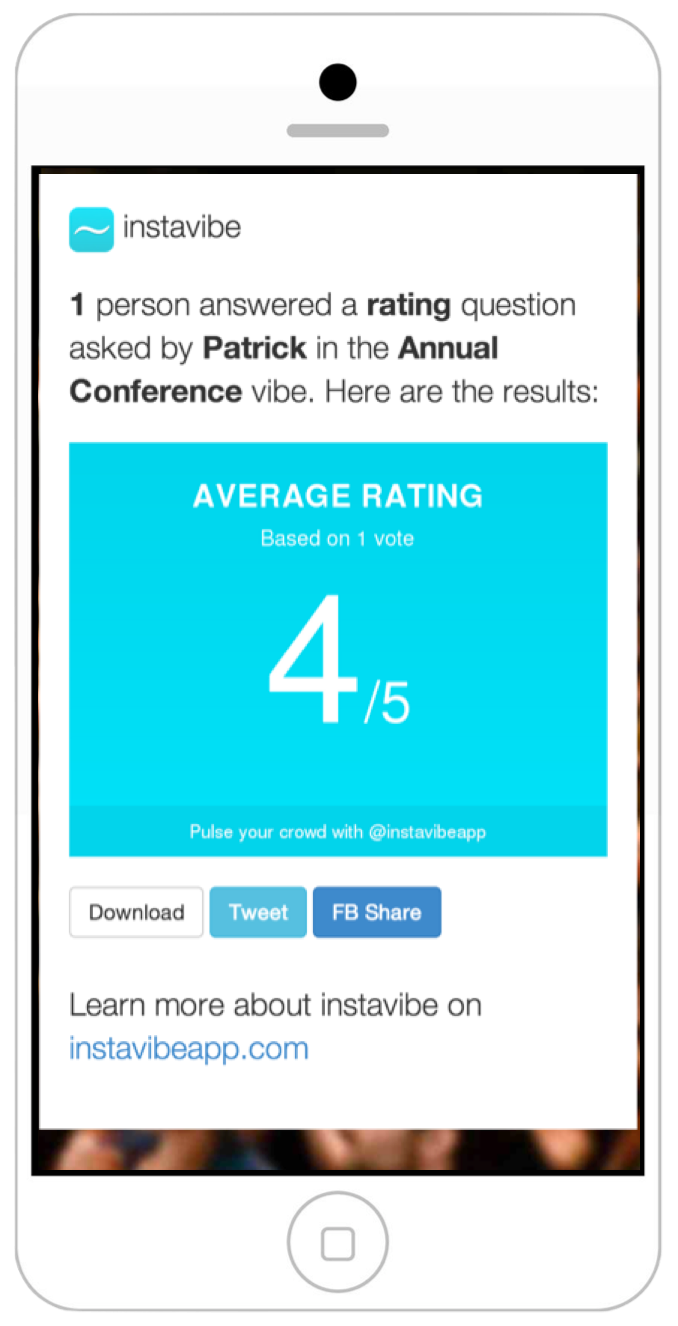 instavibe
1 person answered a rating question
asked by Patrick in the Annual
Conference vibe. Here are the results:
AVERAGE RATING
Based on 1 vote
4/5
Pulse your crowd with @instavibeapp
Download Tweet FB Share
Learn more about instavibe on
instavibeapp.com